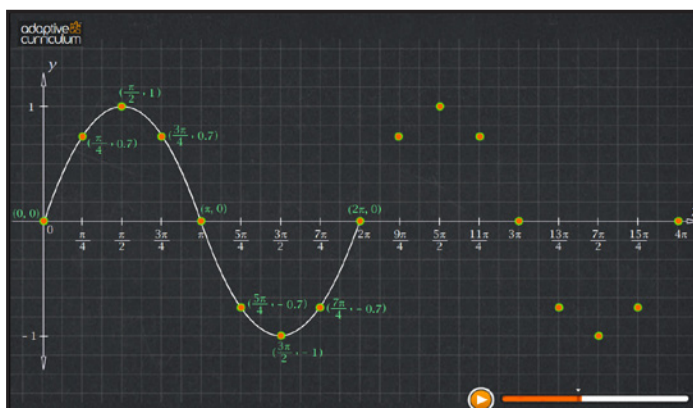 adaptive
curriculum
y
(π/2, 1)
1
(π/4, 0.7)
(3π/4, 0.7)
(0, 0)
(π, 0)
(2π, 0)
0 π/4 π/2 3π/4 π 5π/4 3π/2 7π/4 2π 9π/4 5π/2 11π/4 3π 13π/4 7π/2 15π/4 4π
(5π/4, -0.7)
(7π/4, -0.7)
-1
(3π/2, -1)